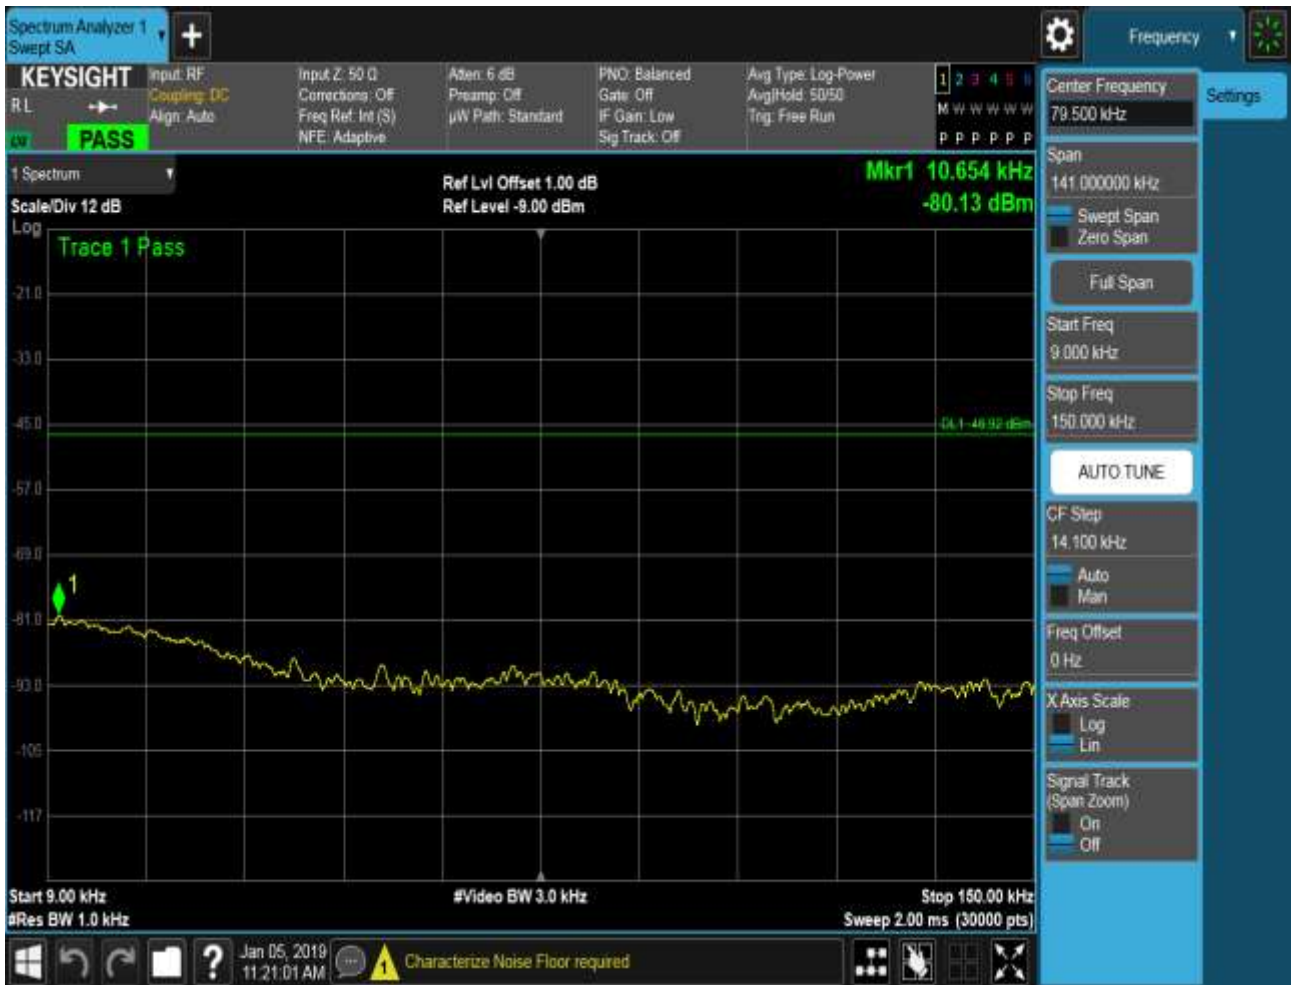 Spectrum Analyzer 1
Swept SA
Frequency
KEYSIGHT
R L
PASS
Input: RF
Coupling: DC
Align: Auto
Input Z: 50 Ω
Corrections: Off
Freq Ref: Int (S)
NFE: Adaptive
Atten: 6 dB
Preamp: Off
µW Path: Standard
PNO: Balanced
Gate: Off
IF Gain: Low
Sig Track: Off
Avg Type: Log-Power
Avg|Hold: 50/50
Trig: Free Run
1 2 3 4 5 6
M W W W W W
P P P P P P
1 Spectrum
Scale/Div 12 dB
Log
Ref Lvl Offset 1.00 dB
Ref Level -9.00 dBm
Mkr1 10.654 kHz
-80.13 dBm
Trace 1 Pass
-21.0
-33.0
-45.0
DL1 -46.92 dBm
-57.0
-69.0
1
-81.0
-93.0
-105
-117
Start 9.00 kHz
#Video BW 3.0 kHz
Stop 150.00 kHz
#Res BW 1.0 kHz
Sweep 2.00 ms (30000 pts)
Center Frequency
79.500 kHz
Settings
Span
141.000000 kHz
Swept Span
Zero Span
Full Span
Start Freq
9.000 kHz
Stop Freq
150.000 kHz
AUTO TUNE
CF Step
14.100 kHz
Auto
Man
Freq Offset
0 Hz
X Axis Scale
Log
Lin
Signal Track
(Span Zoom)
On
Off
?
Jan 05, 2019
11:21:01 AM
1
Characterize Noise Floor required